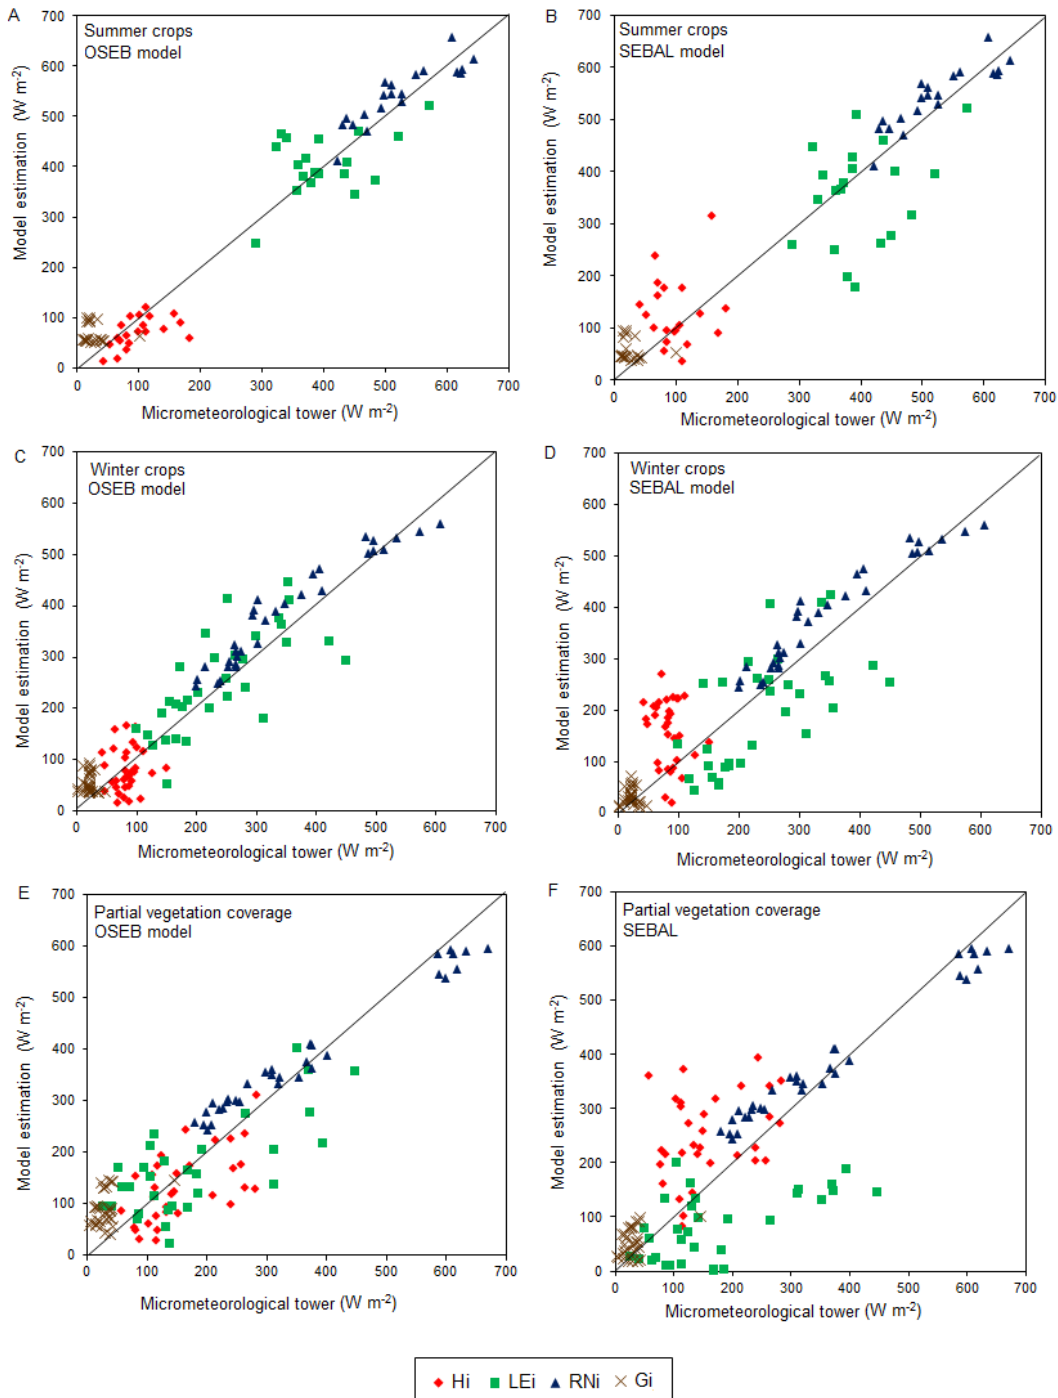 A
Summer crops
OSEB model
Model estimation (W m-2)
700
600
500
400
300
200
100
0
0 100 200 300 400 500 600 700
Micrometeorological tower (W m-2)
B
Summer crops
SEBAL model
Model estimation (W m-2)
700
600
500
400
300
200
100
0
0 100 200 300 400 500 600 700
Micrometeorological tower (W m-2)
C
Winter crops
OSEB model
Model estimation (W m-2)
700
600
500
400
300
200
100
0
0 100 200 300 400 500 600 700
Micrometeorological tower (W m-2)
D
Winter crops
SEBAL model
Model estimation (W m-2)
700
600
500
400
300
200
100
0
0 100 200 300 400 500 600 700
Micrometeorological tower (W m-2)
E
Partial vegetation coverage
OSEB model
Model estimation (W m-2)
700
600
500
400
300
200
100
0
0 100 200 300 400 500 600 700
Micrometeorological tower (W m-2)
F
Partial vegetation coverage
SEBAL
Model estimation (W m-2)
700
600
500
400
300
200
100
0
0 100 200 300 400 500 600 700
Micrometeorological tower (W m-2)
Hi LEi RNi Gi